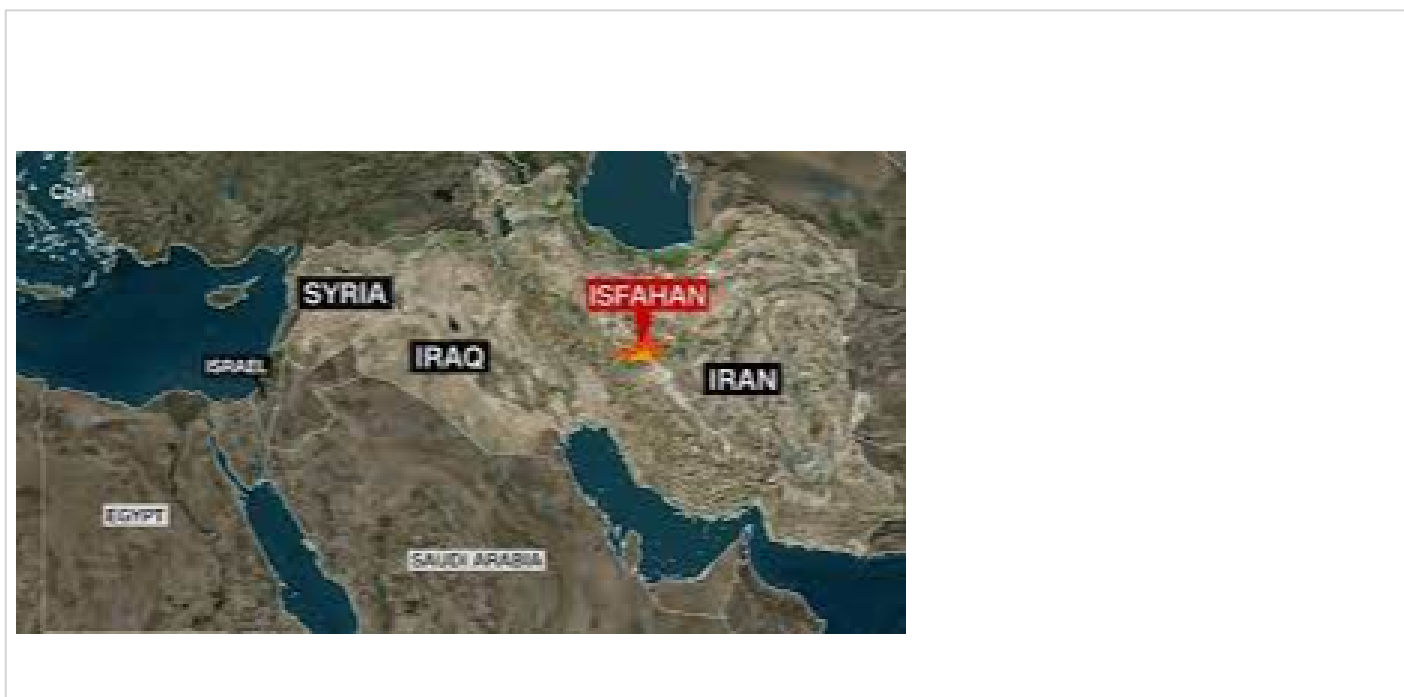 SYRIA
ISFAHAN
IRAQ
ISRAEL
IRAN
EGYPT
SAUDI ARABIA